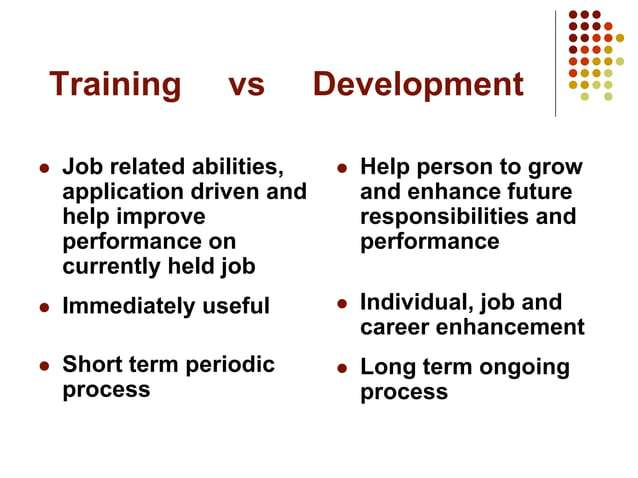 Training vs Development
Job related abilities,
application driven and
help improve
performance on
currently held job
Immediately useful
Short term periodic
process
Help person to grow
and enhance future
responsibilities and
performance
Individual, job and
career enhancement
Long term ongoing
process